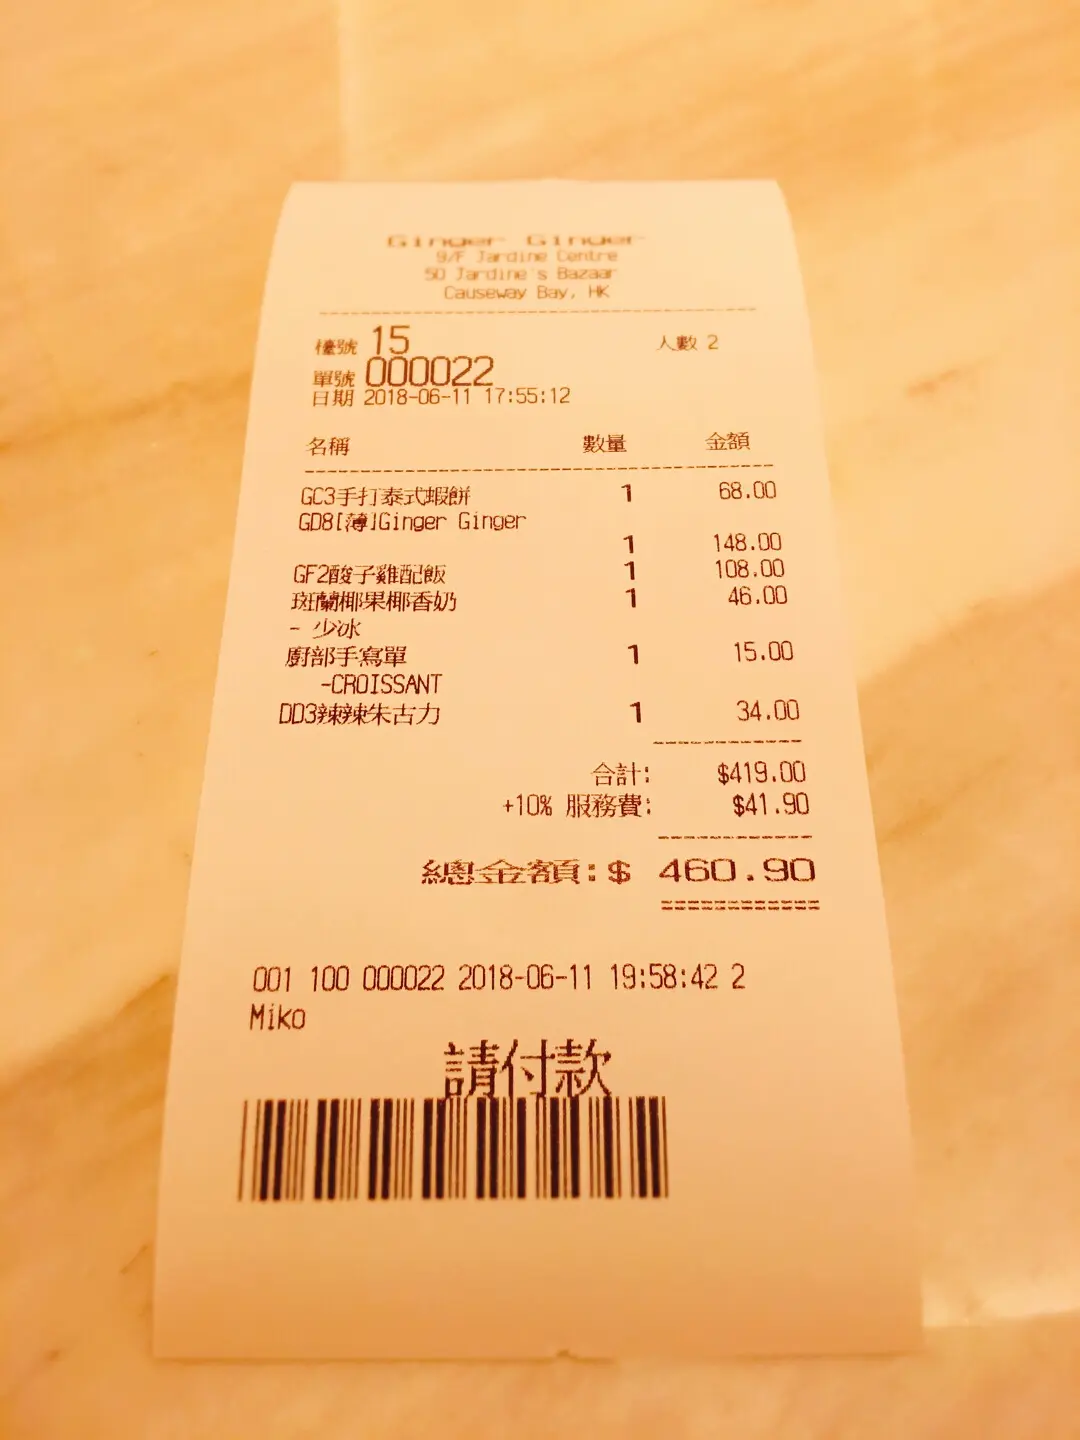 Ginger Ginger
9/F Jardine Centre
50 Jardine's Bazaar
Causeway Bay, HK
檯號 15 人數 2
單號 000022
日期 2018-06-11 17:55:12
名稱 數量 金額
GC3手打泰式蝦餅 1 68.00
GD8[薄]Ginger Ginger
1 148.00
GF2酸子雞配飯 1 108.00
斑蘭椰果椰香奶 1 46.00
- 少冰
廚部手寫單 1 15.00
-CROISSANT
DD3辣辣朱古力 1 34.00
合計: $419.00
+10% 服務費: $41.90
總金額:$ 460.90
001 100 000022 2018-06-11 19:58:42 2
Miko
請付款